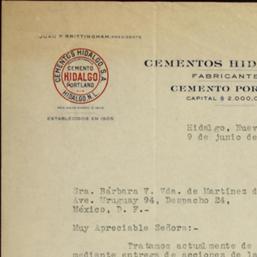 JUAN F. BRITTINGHAM, PRESIDENTE
CEMENTOS HIDALGO, S.A.
CEMENTO
HIDALGO
PORTLAND
HIDALGO, N.L.
ESTABLECIDOS EN 1905
CEMENTOS HID
FABRICANTE
CEMENTO POR
CAPITAL $ 2.000,0
Hidalgo, Nuev
9 de junio de
Sra. Bárbara V. Vda. de Martínez d
Ave. Uruguay 94, Despacho 24,
México, D. F.-
Muy Apreciable Señora:-
Tratamos actualmente de
mediante entrega de acciones de la